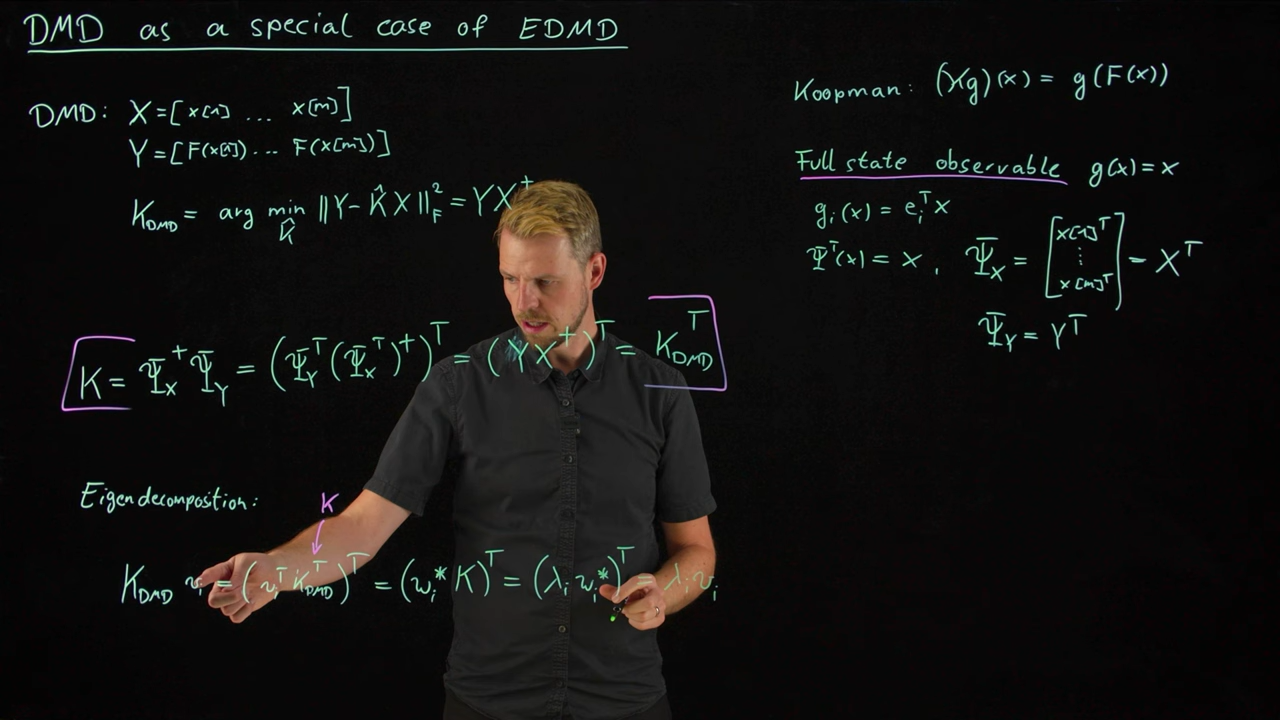 DMD as a special case of EDMD
DMD: X = [x[1] ... x[m]]
Y = [F(x[1]) ... F(x[m])]
K_DMD = arg min_K̂ ||Y - K̂ X||_F^2 = YX^+
K = Ψ_X^+ Ψ_Y = (Ψ_Y^T (Ψ_X^T)^+)^T = (YX^+)^T = K_DMD^T
Eigendecomposition:
K
K_DMD v_i = (v_i^T K_DMD^T)^T = (w_i^* K)^T = (λ_i w_i^*)^T = λ_i v_i
Koopman: (𝒦g)(x) = g(F(x))
Full state observable g(x) = x
g_i(x) = e_i^T x
Ψ^T(x) = x, Ψ_X = [x[1]^T ⋮ x[m]^T] = X^T
Ψ_Y = Y^T